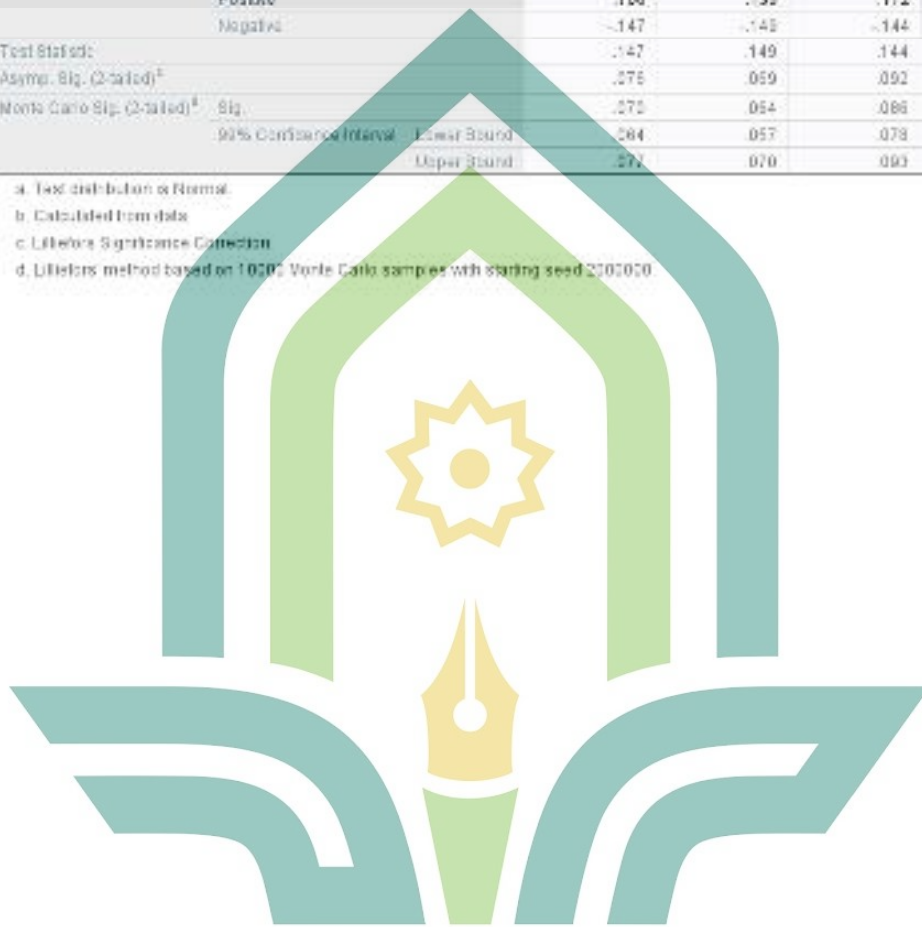 Positive
Negative -.147 -.149 -.144
Test Statistic .147 .149 .144
Asymp. Sig. (2-tailed) .069 .092
Monte Carlo Sig. (2-tailed) Sig. .064 .086
99% Confidence Interval Lower Bound .064 .057 .078
Upper Bound .077 .070 .093
a. Test distribution is Normal.
b. Calculated from data.
c. Lilliefors Significance Correction.
d. Lilliefors' method based on 10000 Monte Carlo samples with starting seed 2000000.